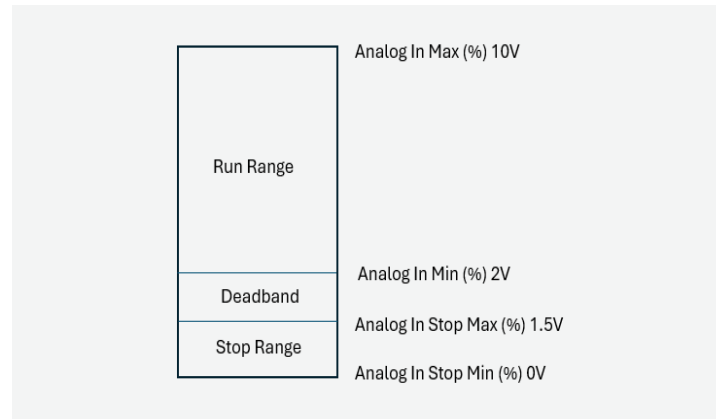 Analog In Max (%) 10V
Run Range
Analog In Min (%) 2V
Deadband
Analog In Stop Max (%) 1.5V
Stop Range
Analog In Stop Min (%) 0V